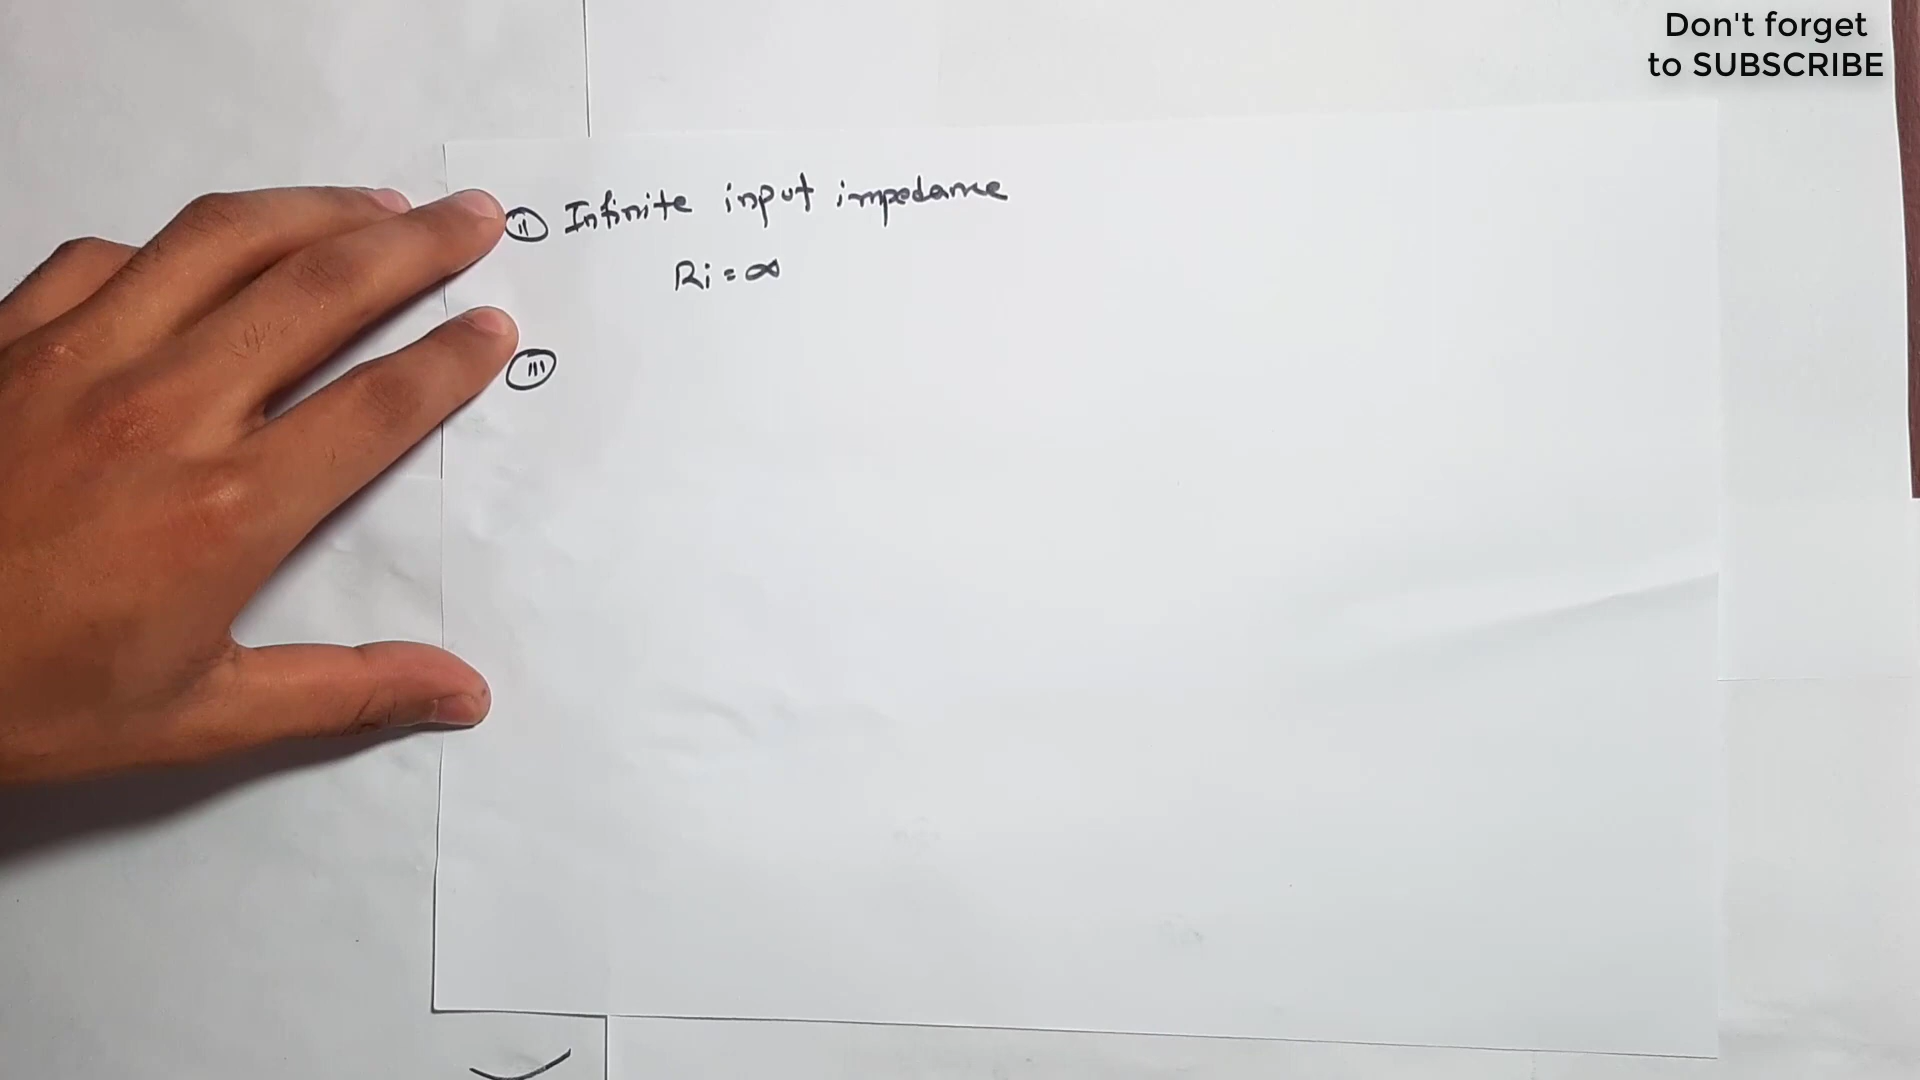 Don't forget
to SUBSCRIBE
(ii) Infinite input impedance
Ri = ∞
(iii)